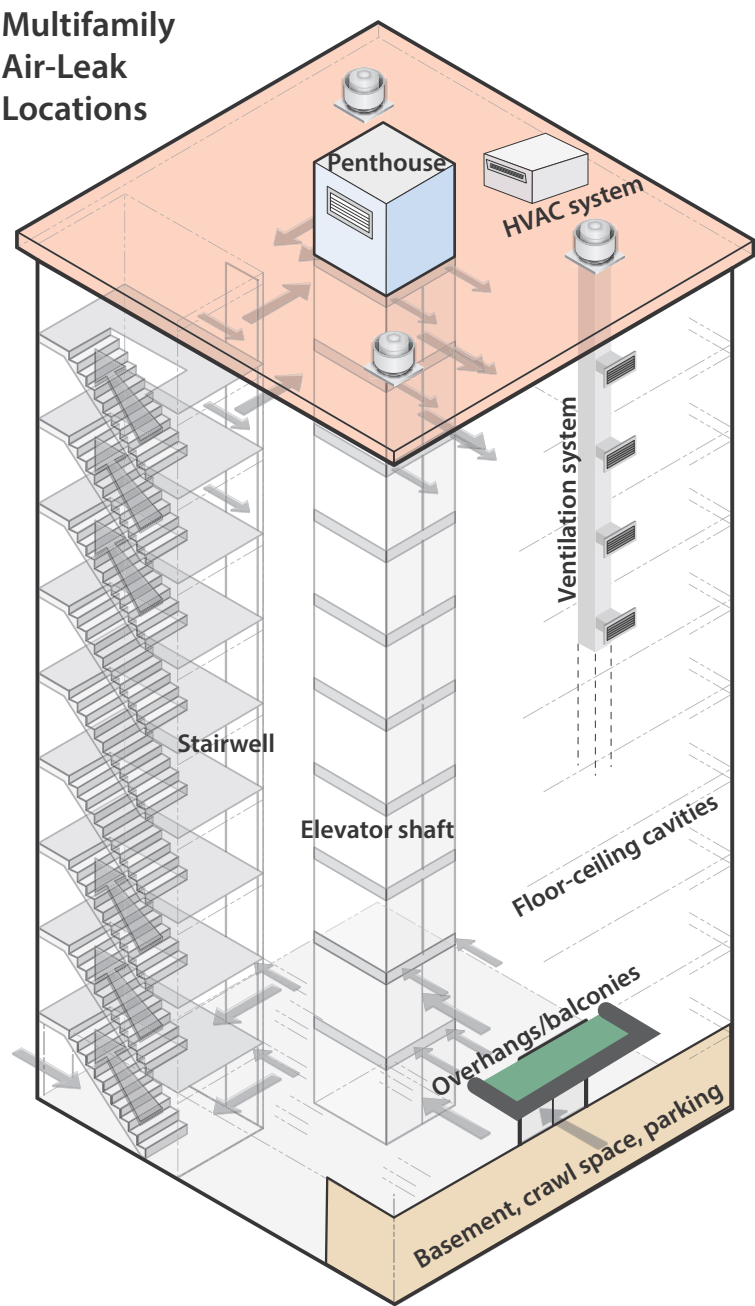 Multifamily
Air-Leak
Locations
Penthouse
HVAC system
Ventilation system
Stairwell
Elevator shaft
Floor-ceiling cavities
Overhangs/balconies
Basement, crawl space, parking